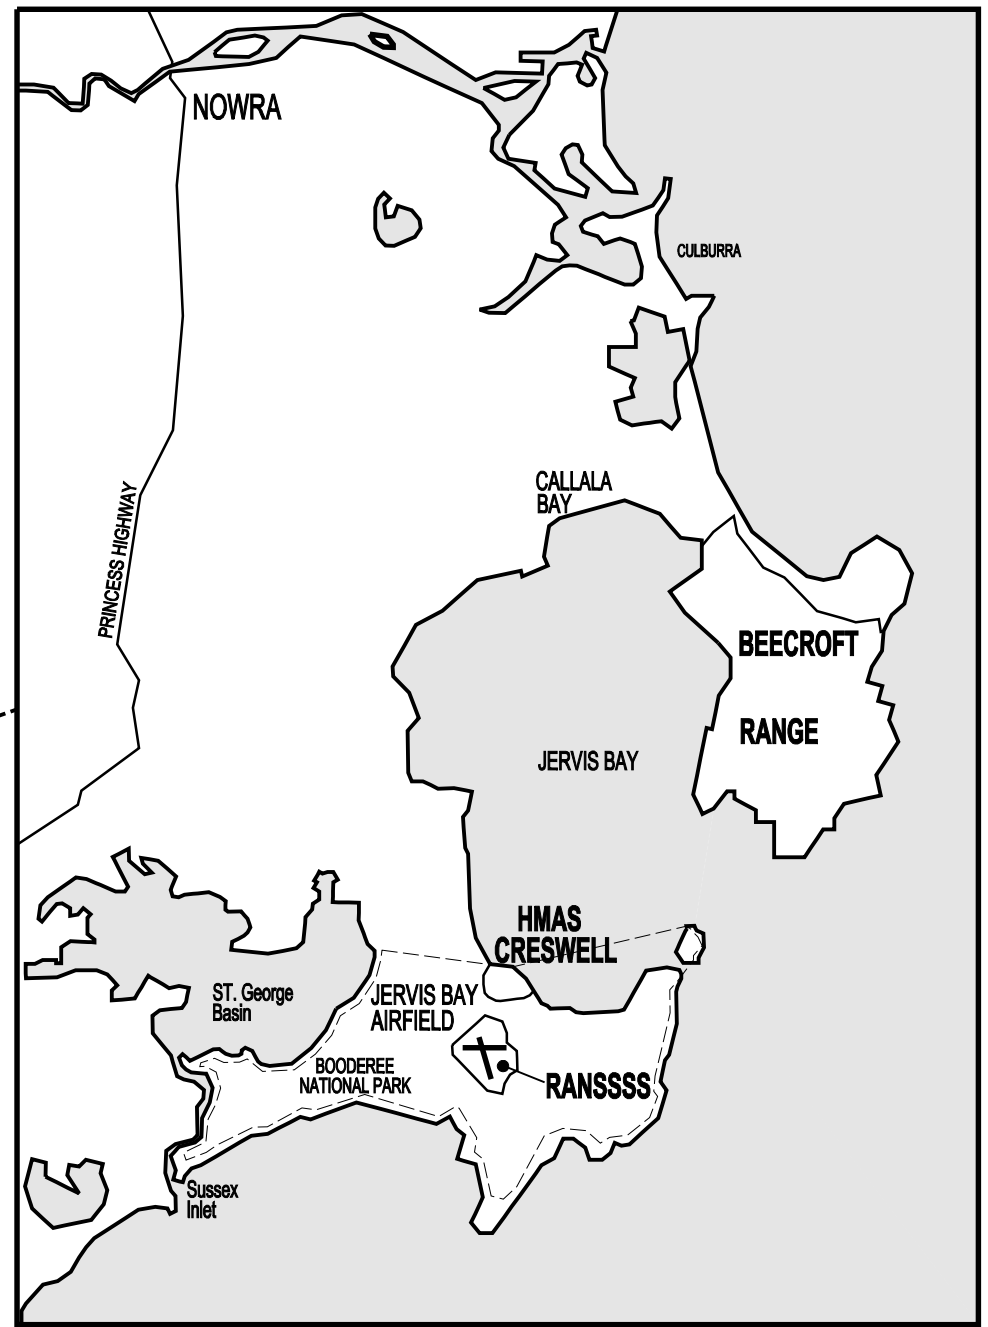 NOWRA
CULBURRA
CALLALA
BAY
PRINCESS HIGHWAY
BEECROFT
RANGE
JERVIS BAY
HMAS
CRESWELL
ST. George
Basin
JERVIS BAY
AIRFIELD
BOODEREE
NATIONAL PARK
RANSSSS
Sussex
Inlet